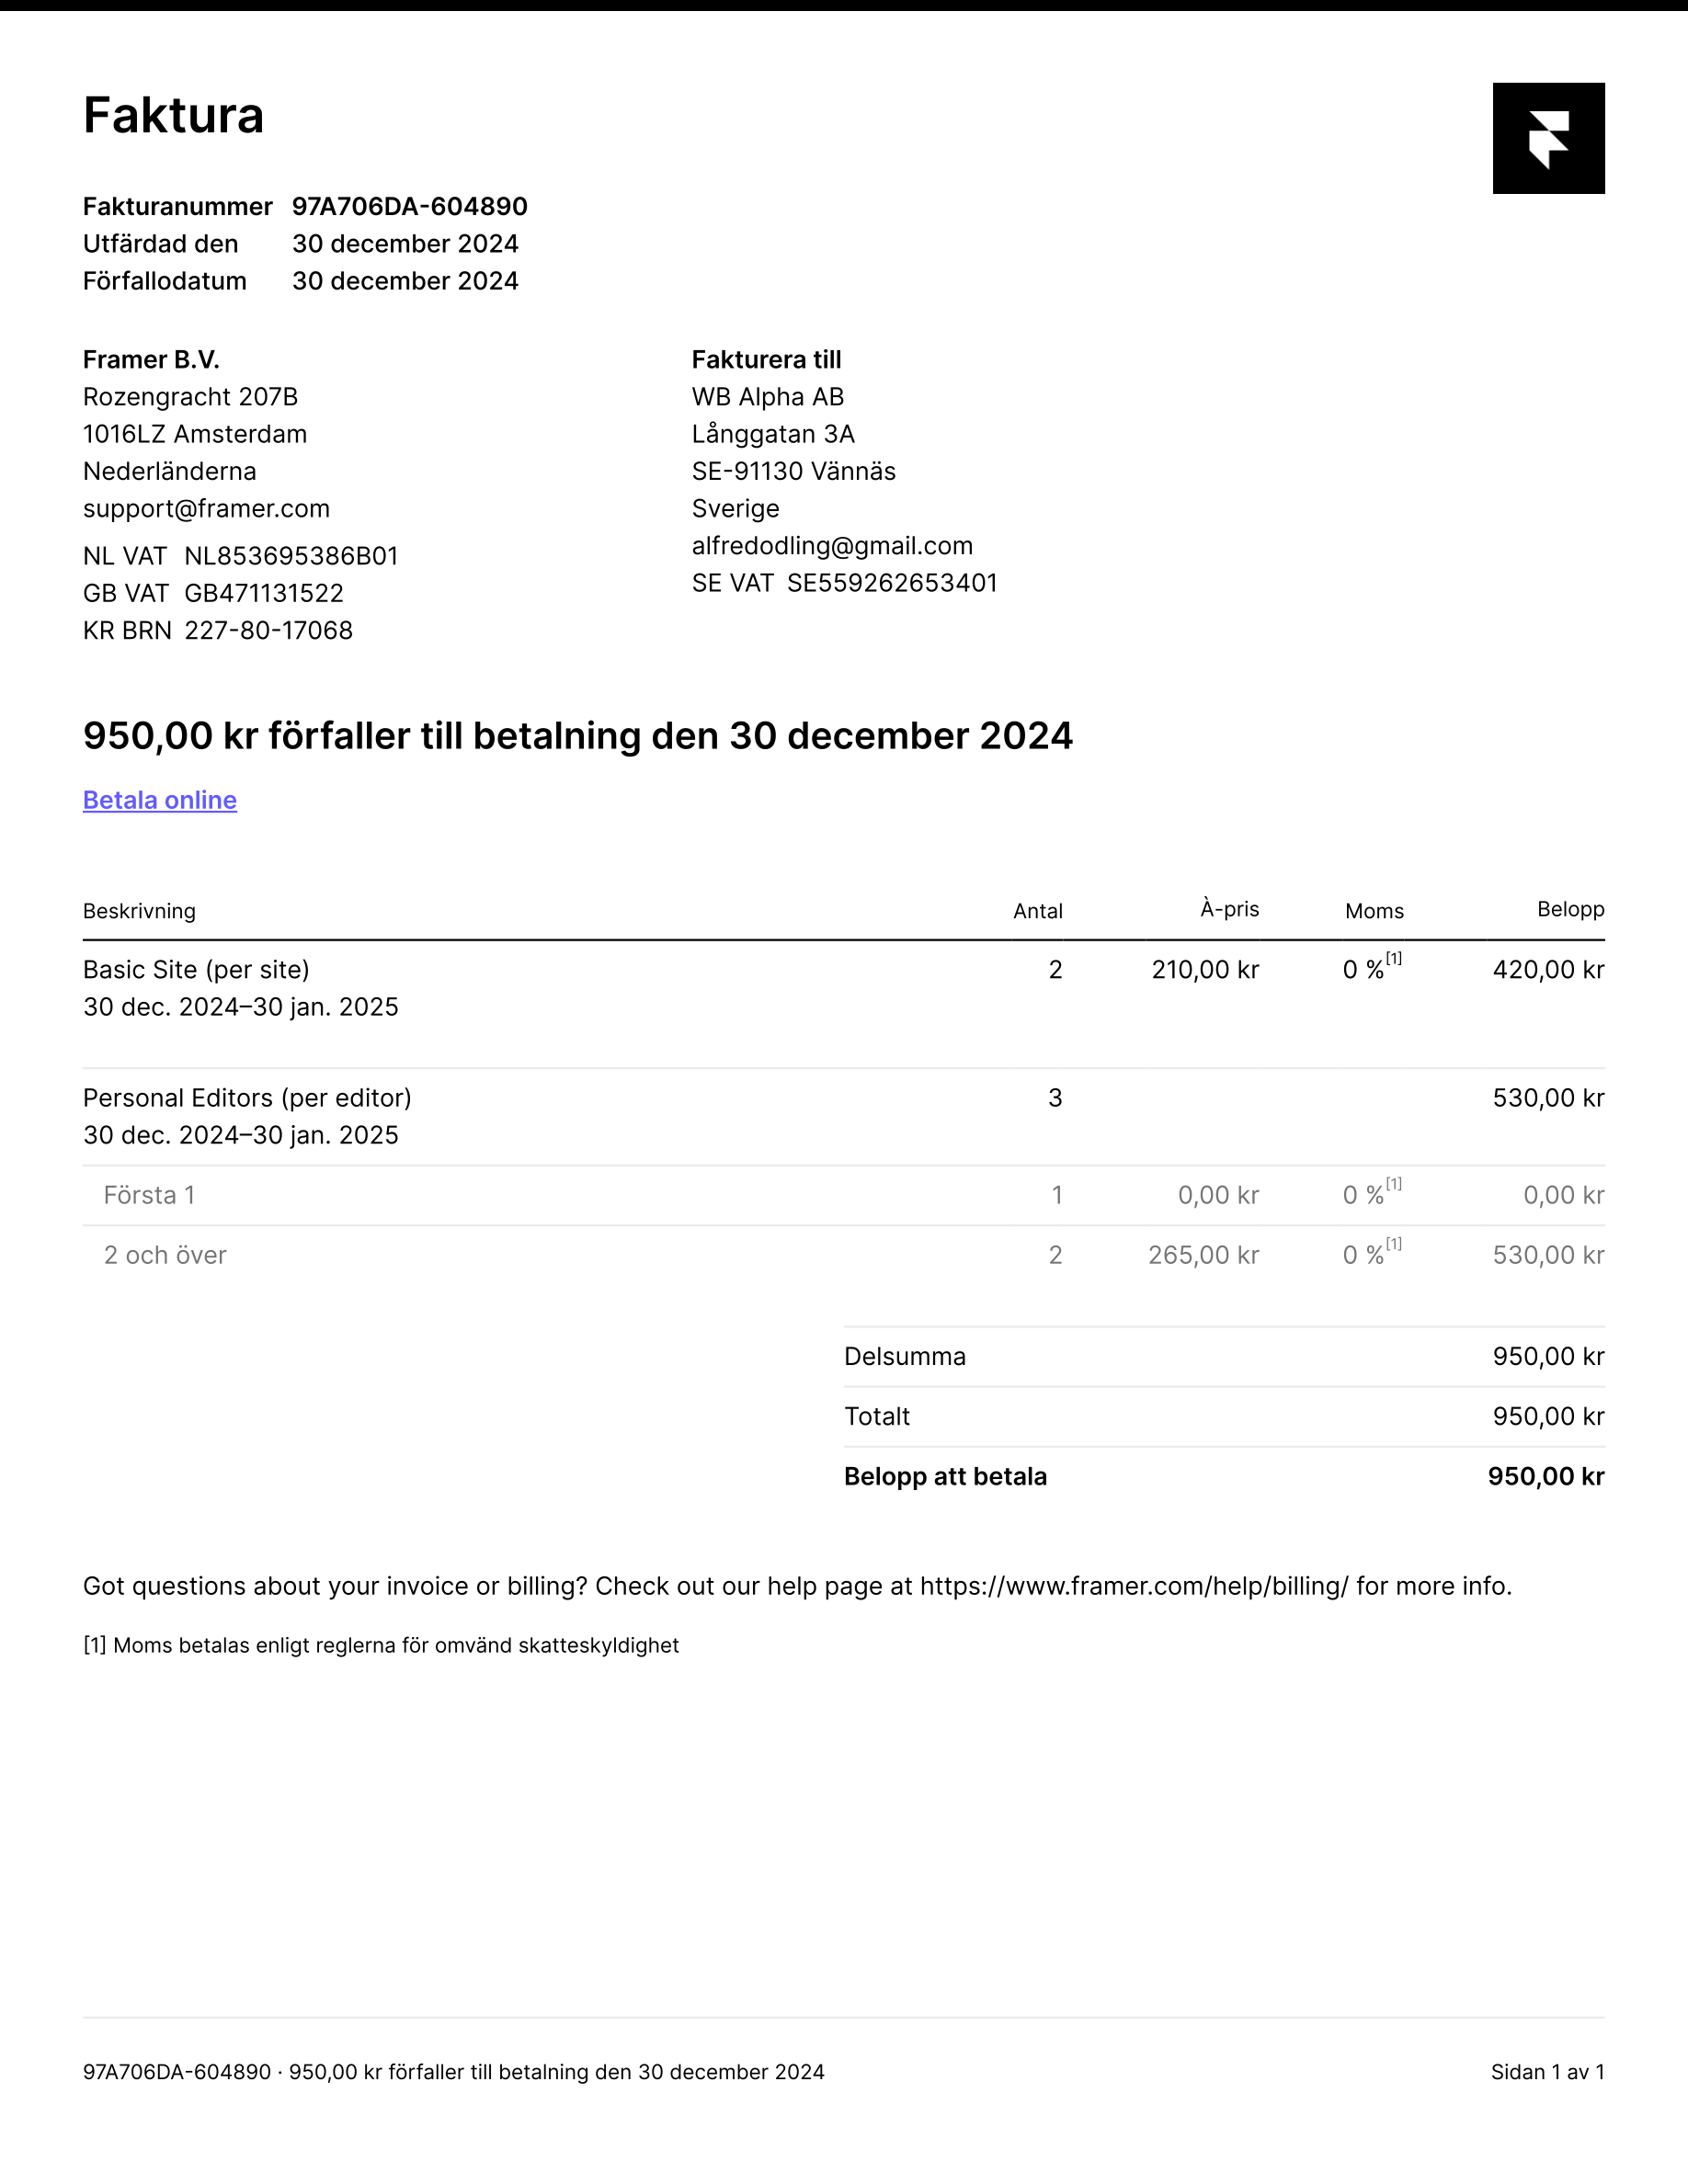 Faktura
Fakturanummer 97A706DA-604890
Utfärdad den 30 december 2024
Förfallodatum 30 december 2024
Framer B.V.
Rozengracht 207B
1016LZ Amsterdam
Nederländerna
support@framer.com
NL VAT NL853695386B01
GB VAT GB471131522
KR BRN 227-80-17068
Fakturera till
WB Alpha AB
Långgatan 3A
SE-91130 Vännäs
Sverige
alfredodling@gmail.com
SE VAT SE559262653401
950,00 kr förfaller till betalning den 30 december 2024
Betala online
Beskrivning Antal À-pris Moms Belopp
Basic Site (per site) 2 210,00 kr 0 %[1] 420,00 kr
30 dec. 2024–30 jan. 2025
Personal Editors (per editor) 3 530,00 kr
30 dec. 2024–30 jan. 2025
Första 1 1 0,00 kr 0 %[1] 0,00 kr
2 och över 2 265,00 kr 0 %[1] 530,00 kr
Delsumma 950,00 kr
Totalt 950,00 kr
Belopp att betala 950,00 kr
Got questions about your invoice or billing? Check out our help page at https://www.framer.com/help/billing/ for more info.
[1] Moms betalas enligt reglerna för omvänd skatteskyldighet
97A706DA-604890 · 950,00 kr förfaller till betalning den 30 december 2024 Sidan 1 av 1